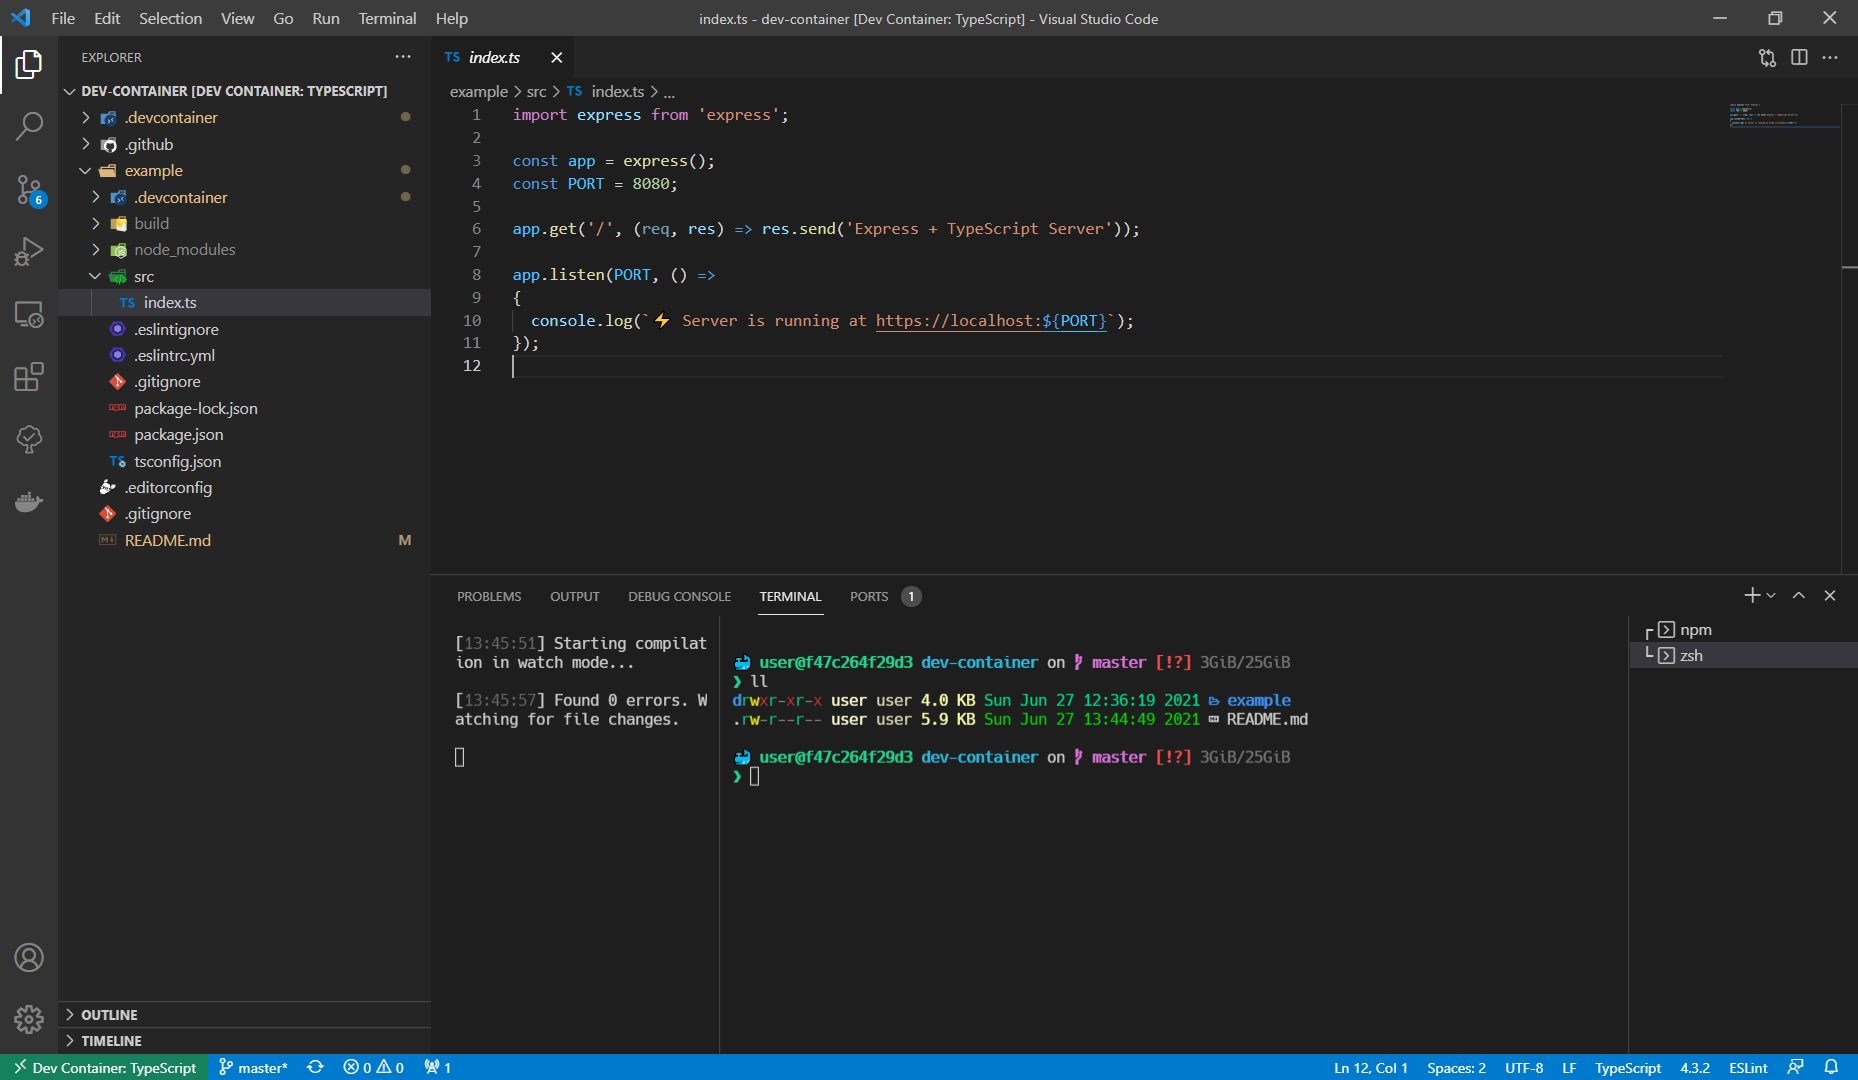 File Edit Selection View Go Run Terminal Help
index.ts - dev-container [Dev Container: TypeScript] - Visual Studio Code
EXPLORER
DEV-CONTAINER [DEV CONTAINER: TYPESCRIPT]
.devcontainer
.github
example
.devcontainer
build
node_modules
src
TS index.ts
.eslintignore
.eslintrc.yml
.gitignore
package-lock.json
package.json
TS tsconfig.json
.editorconfig
.gitignore
README.md M
OUTLINE
TIMELINE
6
TS index.ts
example > src > TS index.ts > ...
1 import express from 'express';
2
3 const app = express();
4 const PORT = 8080;
5
6 app.get('/', (req, res) => res.send('Express + TypeScript Server'));
7
8 app.listen(PORT, () =>
9 {
10 console.log(`⚡ Server is running at https://localhost:${PORT}`);
11 });
12
PROBLEMS OUTPUT DEBUG CONSOLE TERMINAL PORTS 1
[13:45:51] Starting compilat
ion in watch mode...
[13:45:57] Found 0 errors. W
atching for file changes.
user@f47c264f29d3 dev-container on master [!?] 3GiB/25GiB
❯ ll
drwxr-xr-x user user 4.0 KB Sun Jun 27 12:36:19 2021 example
.rw-r--r-- user user 5.9 KB Sun Jun 27 13:44:49 2021 README.md
user@f47c264f29d3 dev-container on master [!?] 3GiB/25GiB
❯
npm
zsh
Dev Container: TypeScript master* 0 0 1
Ln 12, Col 1 Spaces: 2 UTF-8 LF TypeScript 4.3.2 ESLint